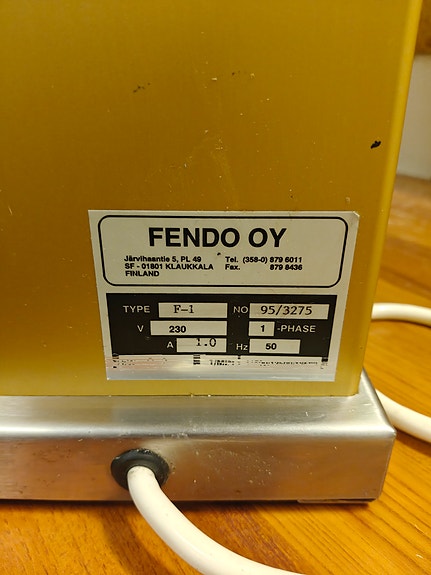 FENDO OY
Järvihaantie 5, PL 49 Tel. (358-0) 879 6011
SF - 01801 KLAUKKALA Fax. 879 8436
FINLAND
TYPE F-1 NO 95/3275
V 230 1 -PHASE
A 1.0 Hz 50